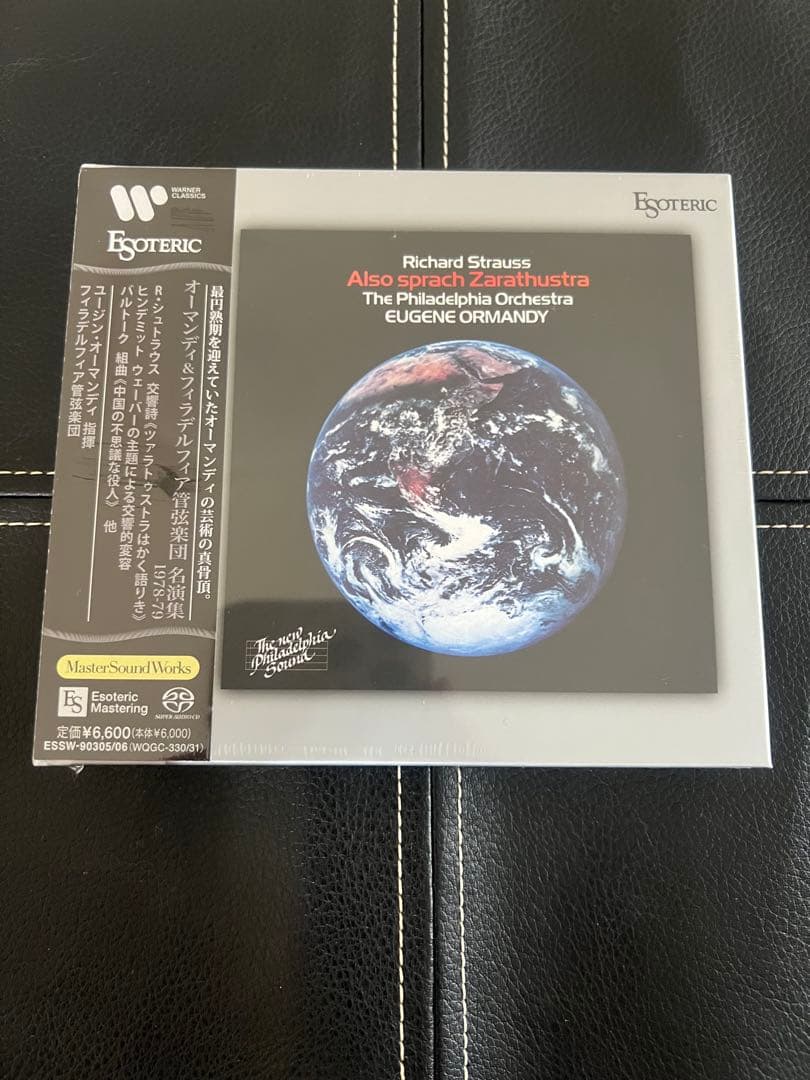 WARNER
CLASSICS
ESOTERIC
最円熟期を迎えていたオーマンディの芸術の真骨頂。
オーマンディ&フィラデルフィア管弦楽団 名演集
1978-79
R・シュトラウス 交響詩《ツァラトゥストラはかく語りき》
ヒンデミット ウェーバーの主題による交響的変容
バルトーク 組曲《中国の不思議な役人》 他
ユージン・オーマンディ 指揮
フィラデルフィア管弦楽団
MasterSoundWorks
ES
Esoteric
Mastering
SUPER AUDIO CD
定価¥6,600(本体¥6,000)
ESSW-90305/06 (WQGC-330/31)
ESOTERIC
Richard Strauss
Also sprach Zarathustra
The Philadelphia Orchestra
EUGENE ORMANDY
The new
Philadelphia
Sound